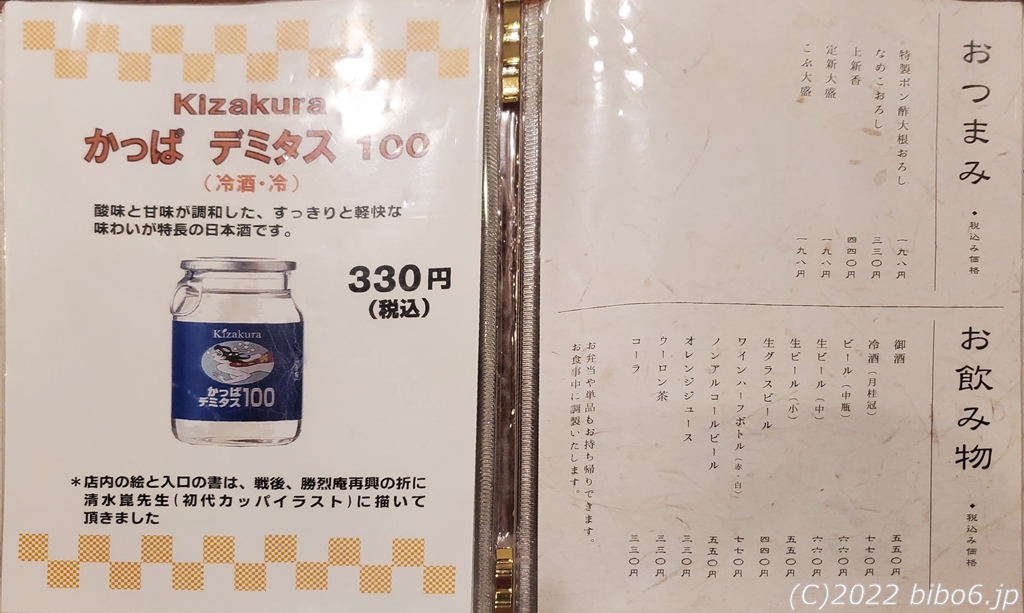 Kizakura
かっぱ デミタス 100
（冷酒・冷）
酸味と甘味が調和した、すっきりと軽快な
味わいが特長の日本酒です。
330円
（税込）
Kizakura
かっぱ
デミタス100
＊店内の絵と入口の書は、戦後、勝烈庵再興の折に
清水崑先生(初代カッパイラスト)に描いて
頂きました
おつまみ ◆税込み価格
特製ポン酢大根おろし 一九八円
なめこおろし 三三〇円
上新香 四四〇円
定新大盛 一九八円
こぶ大盛 一九八円
お飲み物 ◆税込み価格
御酒 五五〇円
冷酒（月桂冠） 七七〇円
ビール（中瓶） 六六〇円
生ビール（中） 六六〇円
生ビール（小） 五五〇円
生グラスビール 四四〇円
ワインハーフボトル（赤・白） 七七〇円
ノンアルコールビール 五五〇円
オレンジジュース 三三〇円
ウーロン茶 三三〇円
コーラ 三三〇円
お弁当や単品もお持ち帰りできます。
お食事中に調製いたします。
(C)2022 bibo6.jp